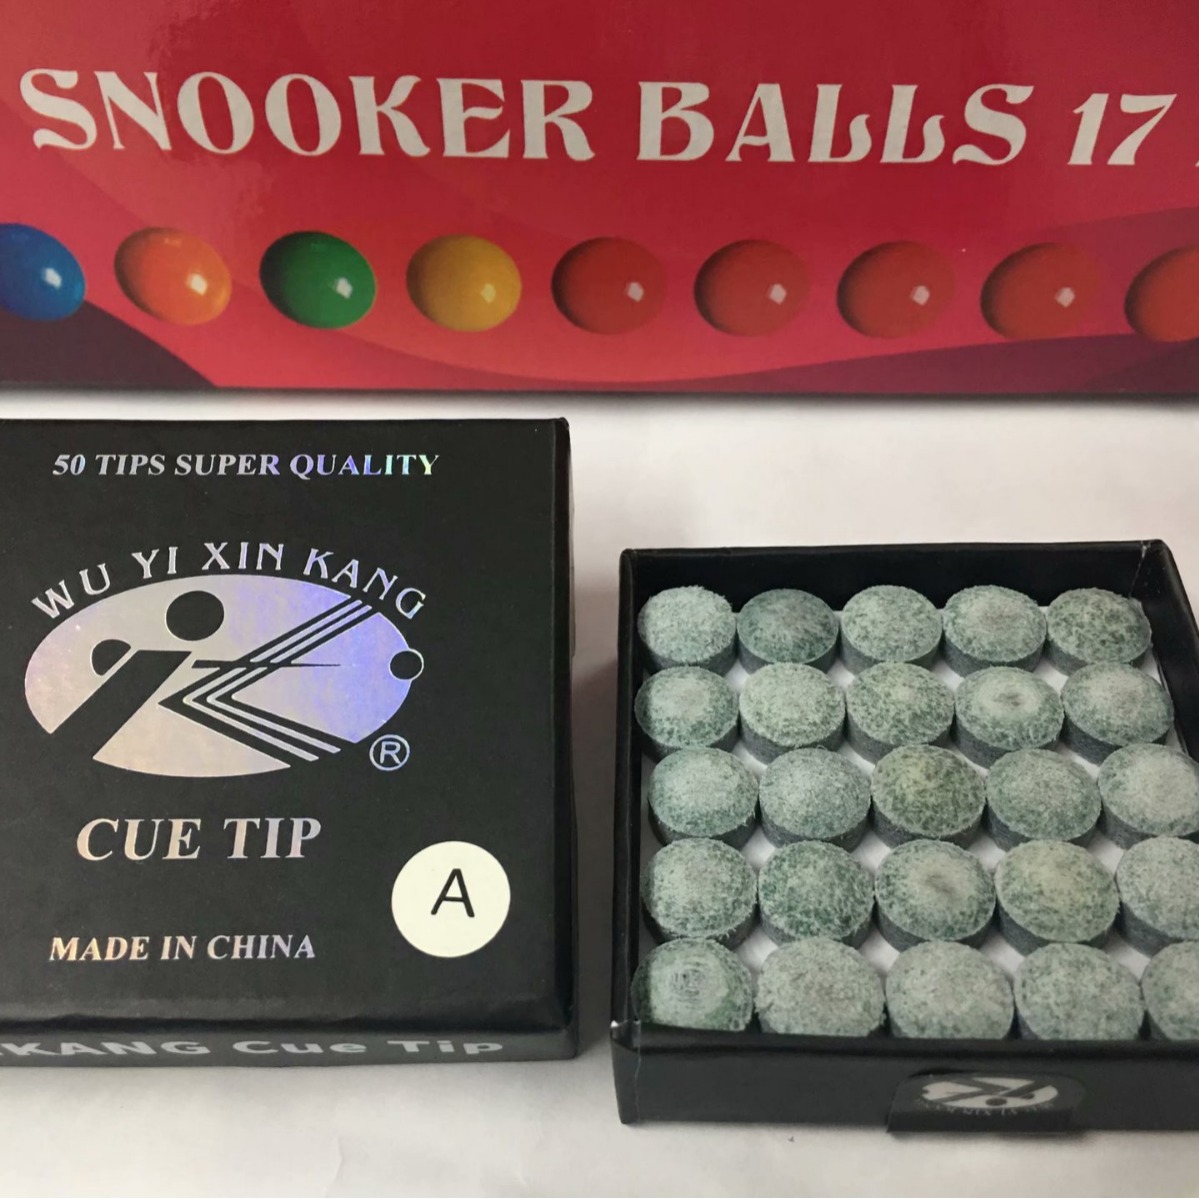 SNOOKER BALLS 17
50 TIPS SUPER QUALITY
WU YI XIN KANG
®
CUE TIP
A
MADE IN CHINA
KANG Cue Tip